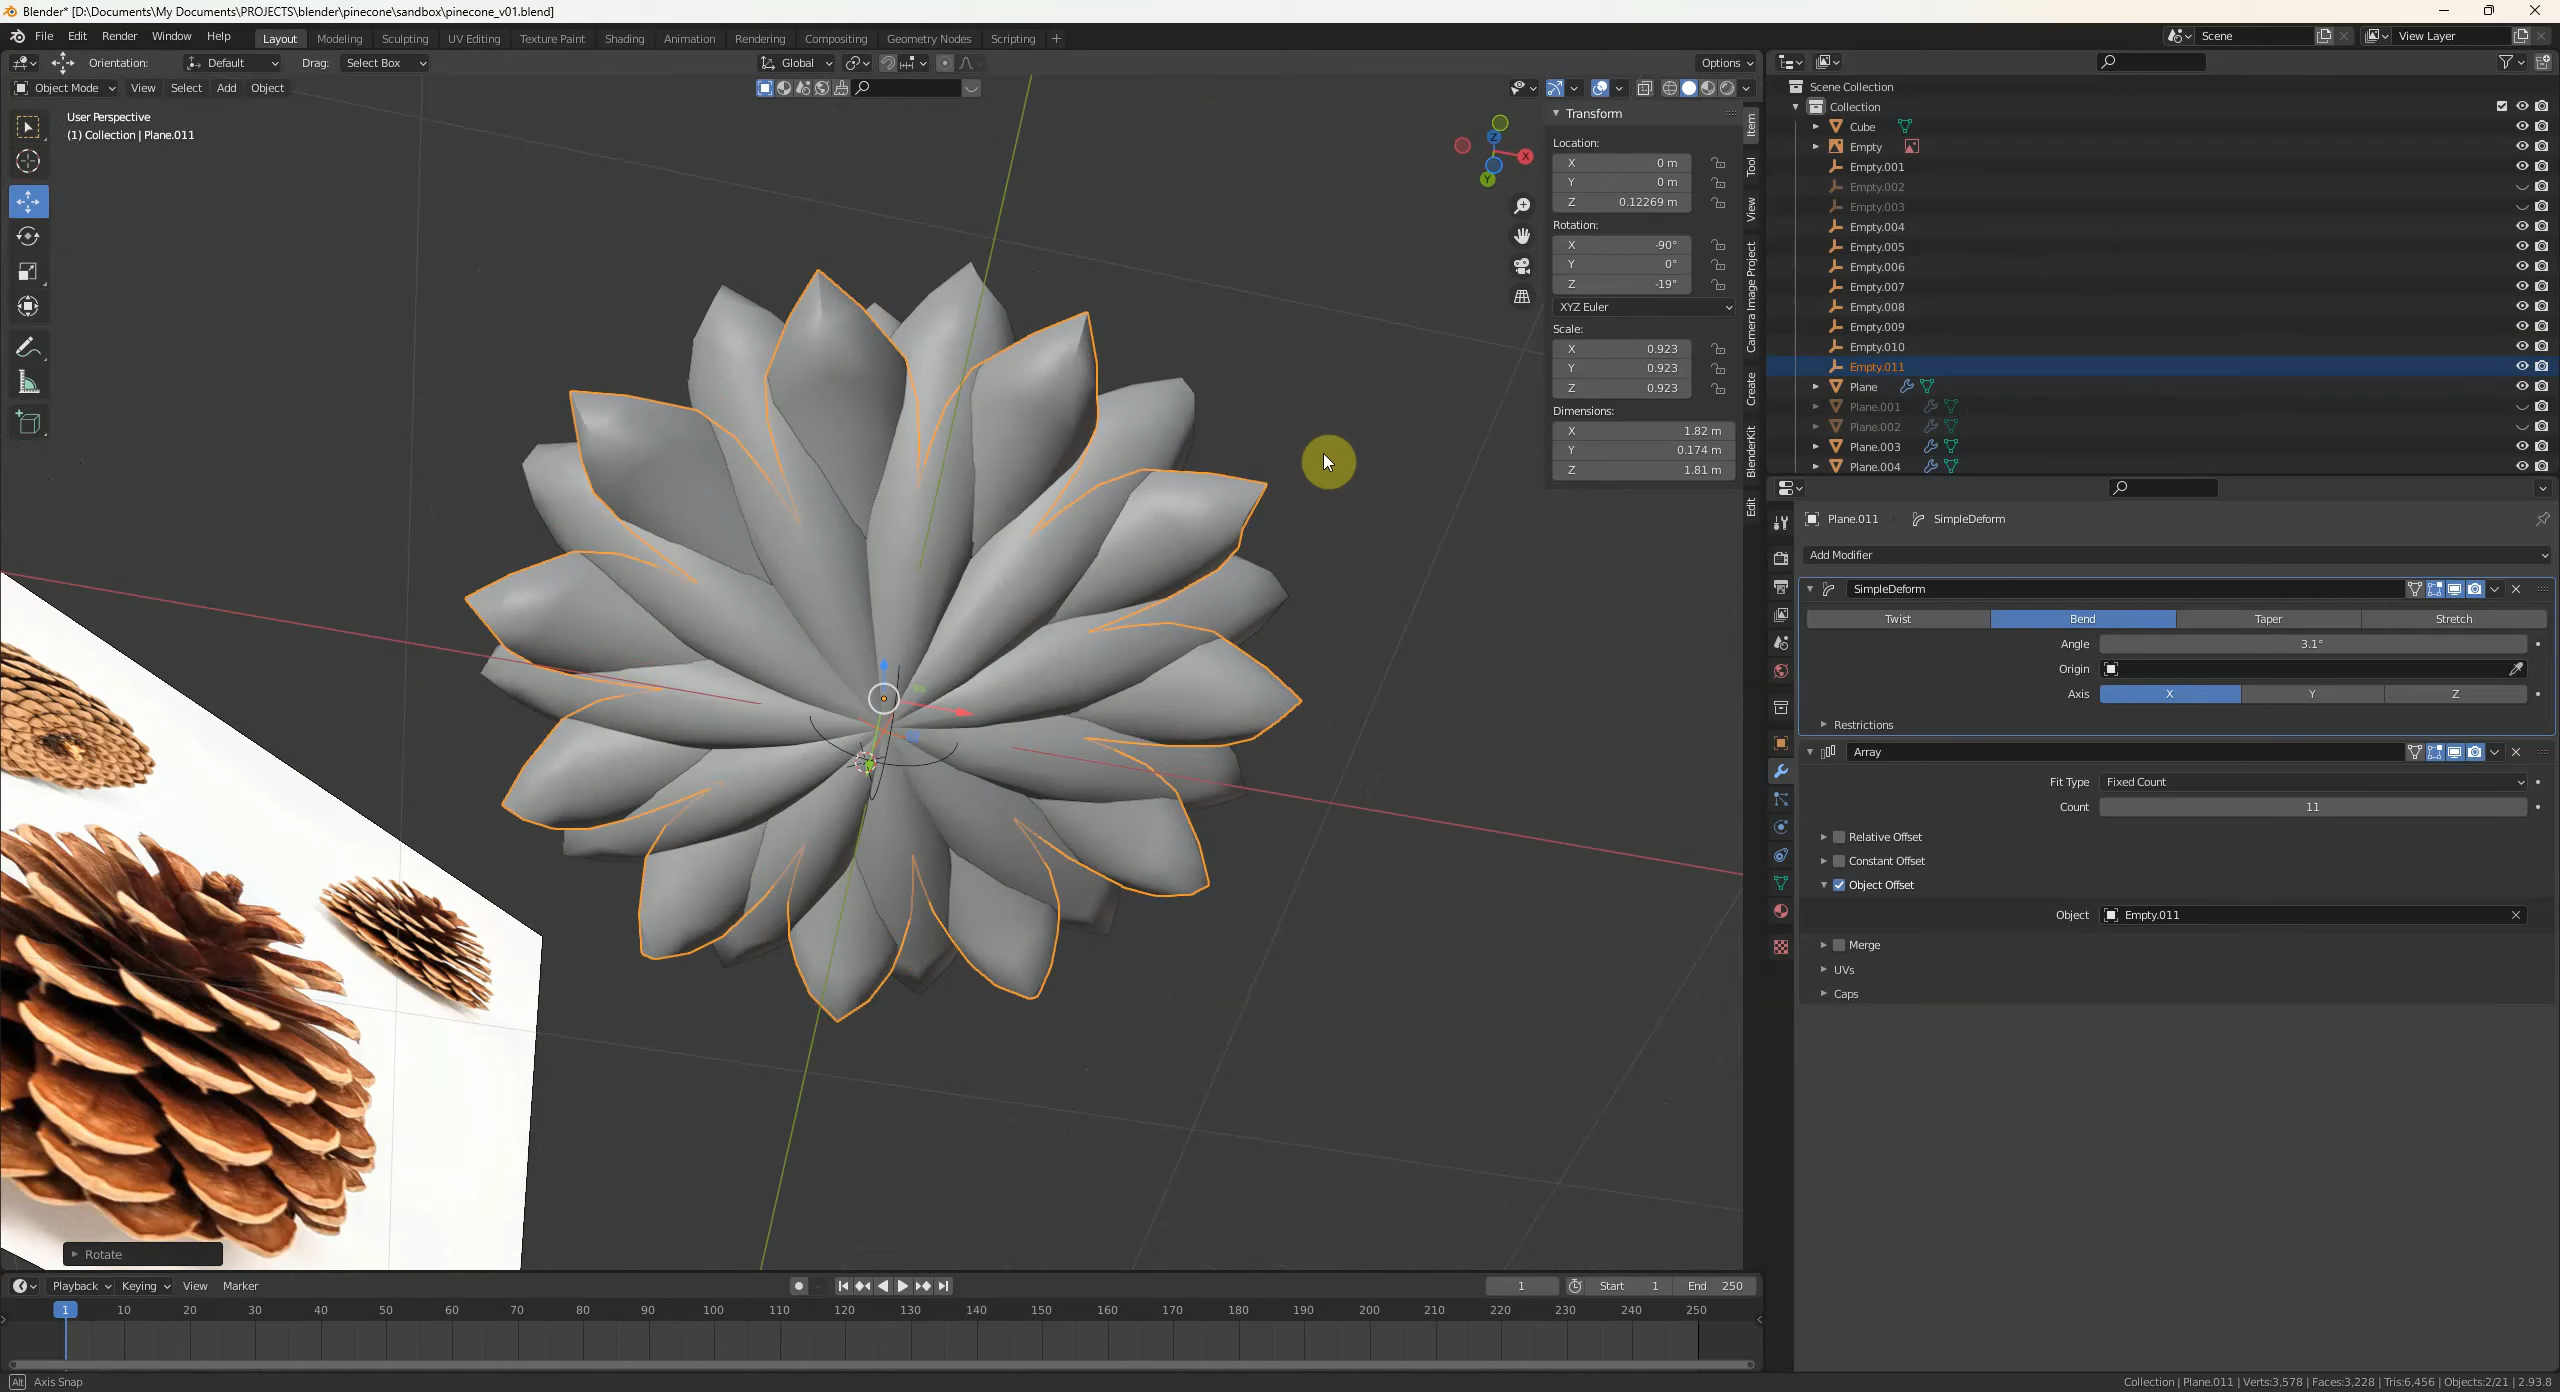 Blender* [D:\Documents\My Documents\PROJECTS\blender\pinecone\sandbox\pinecone_v01.blend]
File Edit Render Window Help
Layout Modeling Sculpting UV Editing Texture Paint Shading Animation Rendering Compositing Geometry Nodes Scripting +
Scene
View Layer
Orientation: Default Drag: Select Box
Global
Options
Object Mode View Select Add Object
User Perspective
(1) Collection | Plane.011
Z
X
Y
Transform
Location:
X 0 m
Y 0 m
Z 0.12269 m
Rotation:
X -90°
Y 0°
Z -19°
XYZ Euler
Scale:
X 0.923
Y 0.923
Z 0.923
Dimensions:
X 1.82 m
Y 0.174 m
Z 1.81 m
Item
Tool
View
Camera Image Project
Create
BlenderKit
Edit
Scene Collection
Collection
Cube
Empty
Empty.001
Empty.002
Empty.003
Empty.004
Empty.005
Empty.006
Empty.007
Empty.008
Empty.009
Empty.010
Empty.011
Plane
Plane.001
Plane.002
Plane.003
Plane.004
Plane.011 SimpleDeform
Add Modifier
SimpleDeform
Twist Bend Taper Stretch
Angle 3.1°
Origin
Axis X Y Z
Restrictions
Array
Fit Type Fixed Count
Count 11
Relative Offset
Constant Offset
Object Offset
Object Empty.011
Merge
UVs
Caps
Rotate
Playback Keying View Marker
1 Start 1 End 250
1 10 20 30 40 50 60 70 80 90 100 110 120 130 140 150 160 170 180 190 200 210 220 230 240 250
Alt Axis Snap
Collection | Plane.011 | Verts:3,578 | Faces:3,228 | Tris:6,456 | Objects:2/21 | 2.93.8